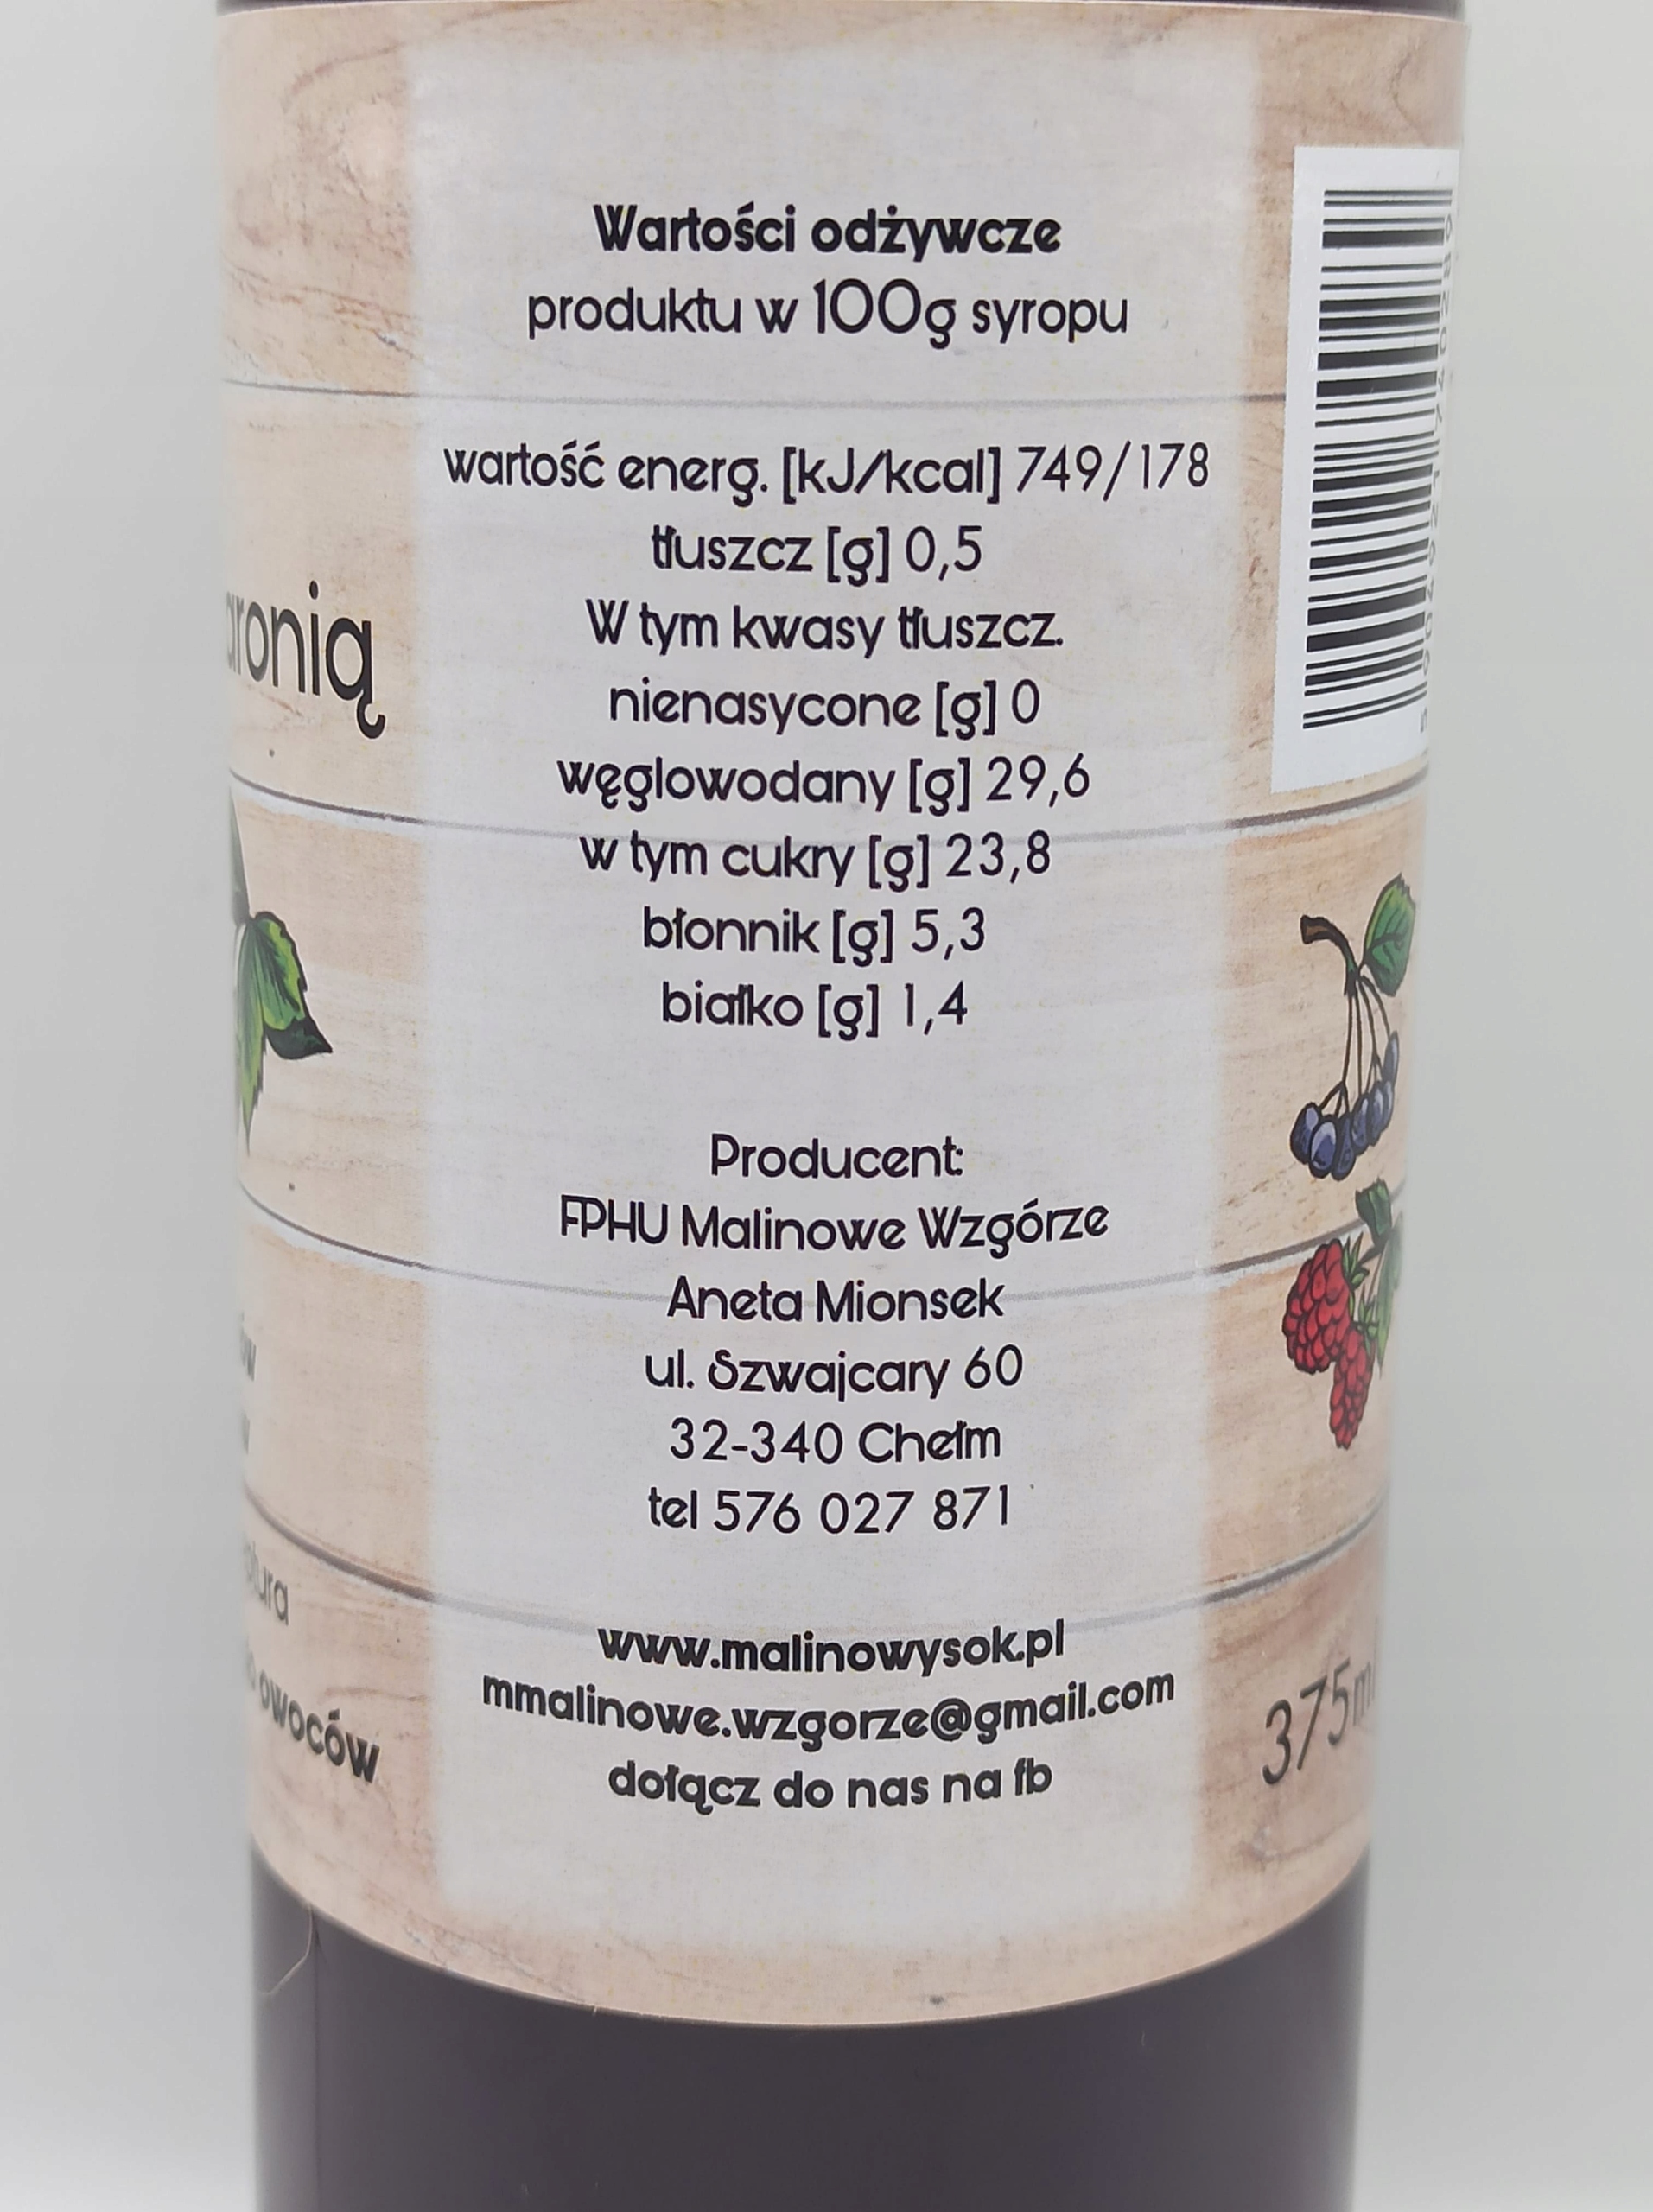 Wartości odżywcze
produktu w 100g syropu
wartość energ. [kJ/kcal] 749/178
tłuszcz [g] 0,5
W tym kwasy tłuszcz.
nienasycone [g] 0
węglowodany [g] 29,6
w tym cukry [g] 23,8
błonnik [g] 5,3
białko [g] 1,4
Producent:
FPHU Malinowe Wzgórze
Aneta Mionsek
ul. Szwajcary 60
32-340 Chełm
tel 576 027 871
www.malinowysok.pl
mmalinowe.wzgorze@gmail.com
dołącz do nas na fb
aronią
owoców
375ml